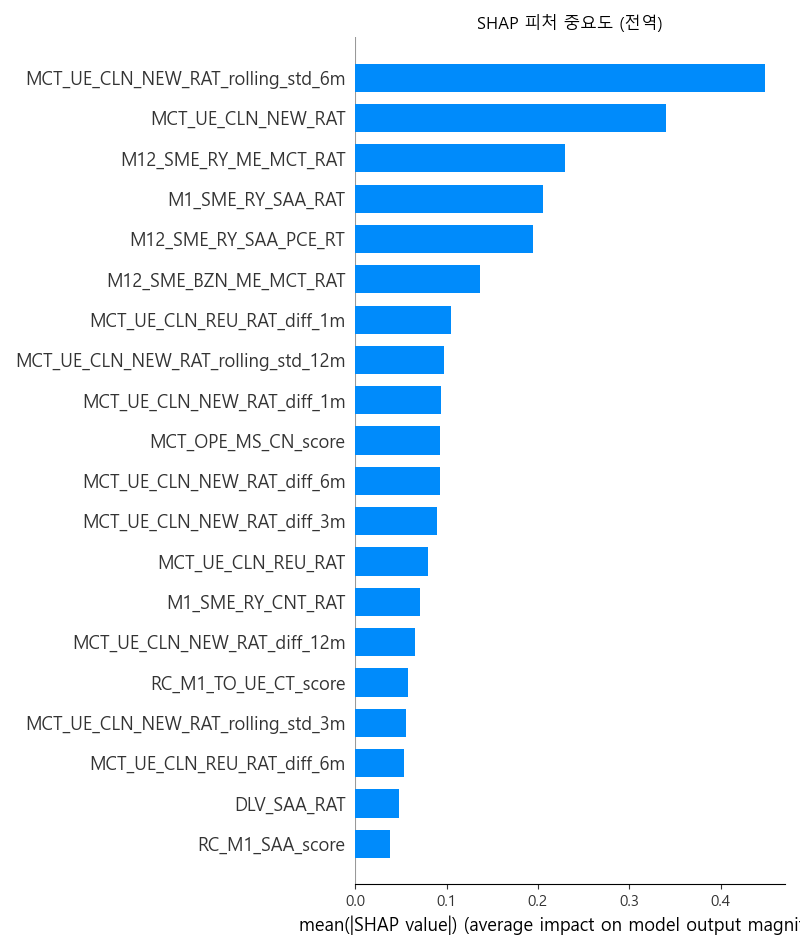 SHAP 피처 중요도 (전역)
MCT_UE_CLN_NEW_RAT_rolling_std_6m
MCT_UE_CLN_NEW_RAT
M12_SME_RY_ME_MCT_RAT
M1_SME_RY_SAA_RAT
M12_SME_RY_SAA_PCE_RT
M12_SME_BZN_ME_MCT_RAT
MCT_UE_CLN_REU_RAT_diff_1m
MCT_UE_CLN_NEW_RAT_rolling_std_12m
MCT_UE_CLN_NEW_RAT_diff_1m
MCT_OPE_MS_CN_score
MCT_UE_CLN_NEW_RAT_diff_6m
MCT_UE_CLN_NEW_RAT_diff_3m
MCT_UE_CLN_REU_RAT
M1_SME_RY_CNT_RAT
MCT_UE_CLN_NEW_RAT_diff_12m
RC_M1_TO_UE_CT_score
MCT_UE_CLN_NEW_RAT_rolling_std_3m
MCT_UE_CLN_REU_RAT_diff_6m
DLV_SAA_RAT
RC_M1_SAA_score
0.0 0.1 0.2 0.3 0.4
mean(|SHAP value|) (average impact on model output magni